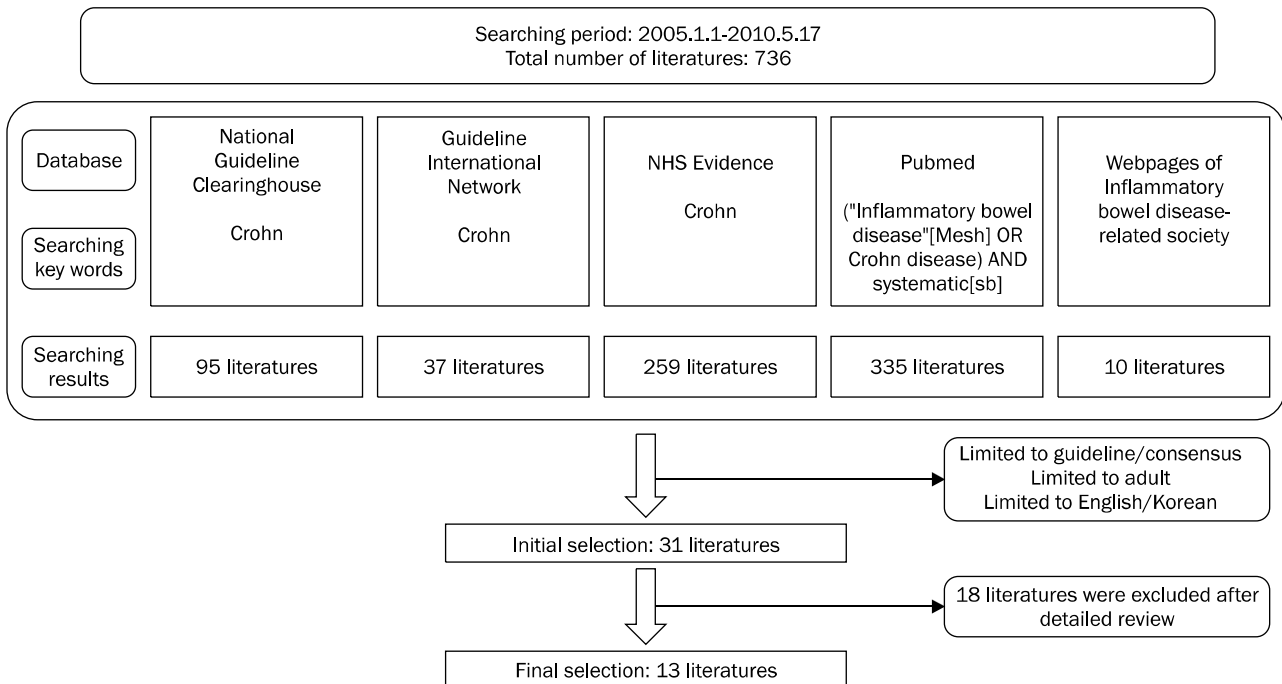 Searching period: 2005.1.1-2010.5.17
Total number of literatures: 736
Database
Searching
key words
National
Guideline
Clearinghouse
Crohn
Guideline
International
Network
Crohn
NHS Evidence
Crohn
Pubmed
("Inflammatory bowel
disease"[Mesh] OR
Crohn disease) AND
systematic[sb]
Webpages of
Inflammatory
bowel disease-
related society
Searching
results
95 literatures
37 literatures
259 literatures
335 literatures
10 literatures
Limited to guideline/consensus
Limited to adult
Limited to English/Korean
Initial selection: 31 literatures
18 literatures were excluded after
detailed review
Final selection: 13 literatures